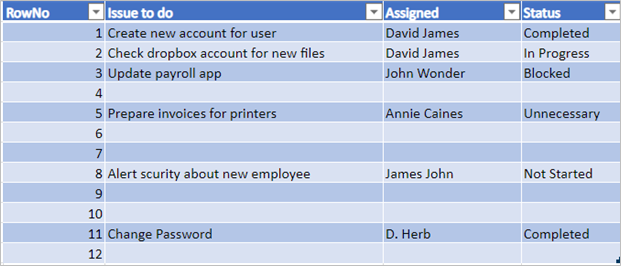 RowNo Issue to do Assigned Status
1 Create new account for user David James Completed
2 Check dropbox account for new files David James In Progress
3 Update payroll app John Wonder Blocked
4
5 Prepare invoices for printers Annie Caines Unnecessary
6
7
8 Alert scurity about new employee James John Not Started
9
10
11 Change Password D. Herb Completed
12